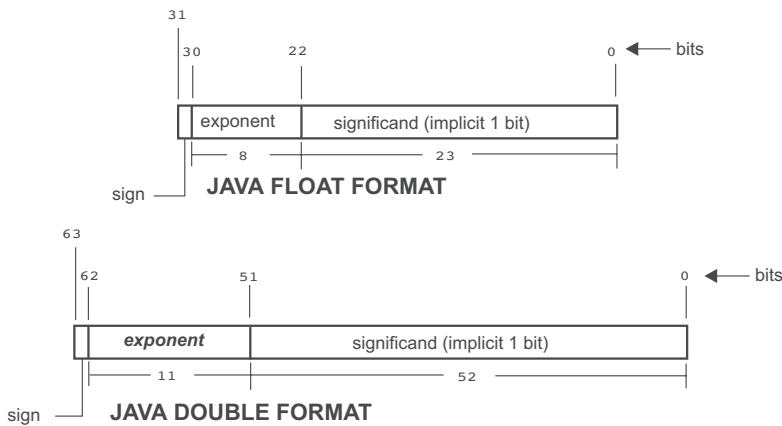 31
30 22 0 bits
exponent significand (implicit 1 bit)
8 23
sign JAVA FLOAT FORMAT
63
62 51 0 bits
exponent significand (implicit 1 bit)
11 52
sign JAVA DOUBLE FORMAT